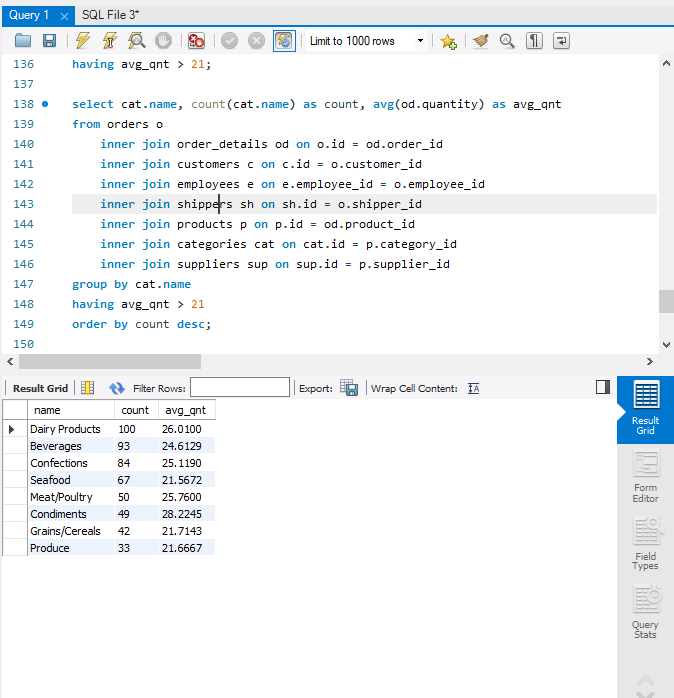 Query 1 SQL File 3*
Limit to 1000 rows
136 having avg_qnt > 21;
137
138 select cat.name, count(cat.name) as count, avg(od.quantity) as avg_qnt
139 from orders o
140 inner join order_details od on o.id = od.order_id
141 inner join customers c on c.id = o.customer_id
142 inner join employees e on e.employee_id = o.employee_id
143 inner join shippers sh on sh.id = o.shipper_id
144 inner join products p on p.id = od.product_id
145 inner join categories cat on cat.id = p.category_id
146 inner join suppliers sup on sup.id = p.supplier_id
147 group by cat.name
148 having avg_qnt > 21
149 order by count desc;
150
Result Grid Filter Rows: Export: Wrap Cell Content:
name count avg_qnt
Dairy Products 100 26.0100
Beverages 93 24.6129
Confections 84 25.1190
Seafood 67 21.5672
Meat/Poultry 50 25.7600
Condiments 49 28.2245
Grains/Cereals 42 21.7143
Produce 33 21.6667
Result
Grid
Form
Editor
Field
Types
Query
Stats